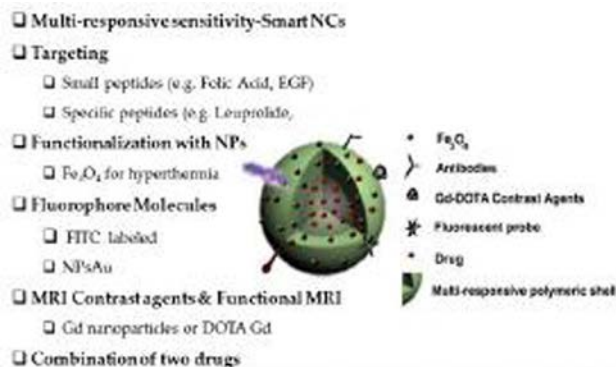 ❑ Multi-responsive sensitivity-Smart NCs
❑ Targeting
❑ Small peptides (e.g. Folic Acid, EGF)
❑ Specific peptides (e.g. Leuprolide,
❑ Functionalization with NPs
❑ Fe₃O₄ for hyperthermia
❑ Fluorophore Molecules
❑ FITC labeled
❑ NPsAu
❑ MRI Contrast agents & Functional MRI
❑ Gd nanoparticles or DOTA Gd
❑ Combination of two drugs
Fe₃O₄
Antibodies
Gd-DOTA Contrast Agents
Fluorescent probe
Drug
Multi-responsive polymeric shell